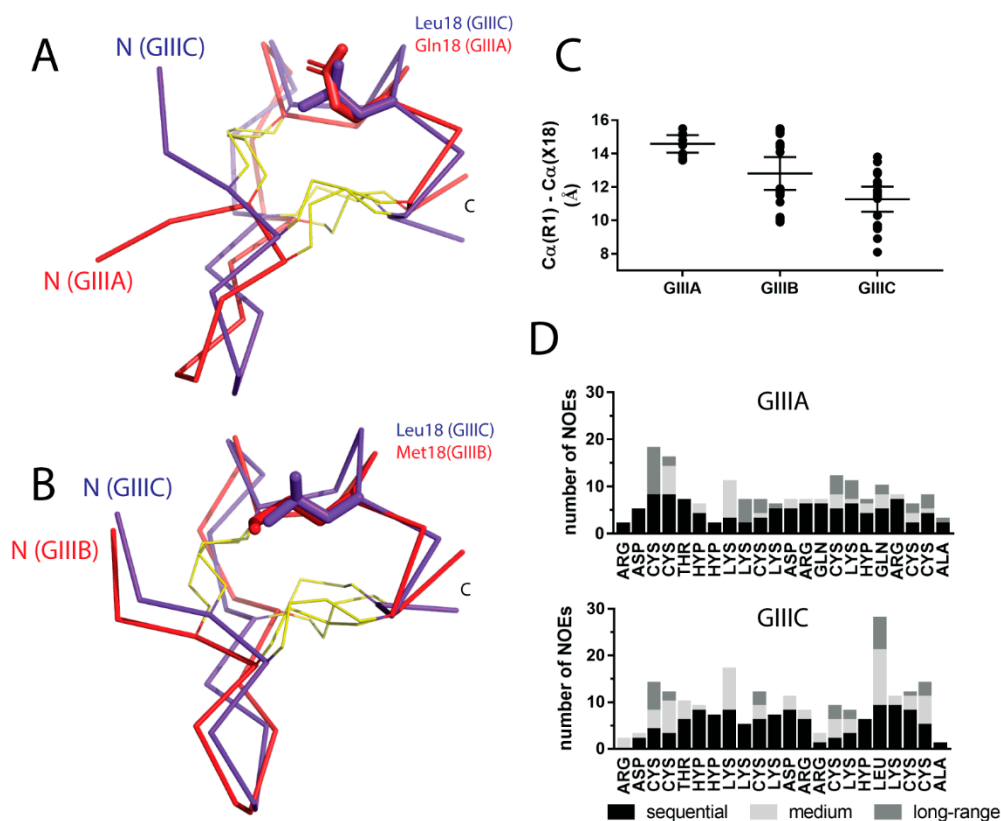 A
N (GIIIC)
Leu18 (GIIIC)
Gln18 (GIIIA)
C
N (GIIIA)
B
N (GIIIC)
N (GIIIB)
Leu18 (GIIIC)
Met18(GIIIB)
C
C
Cα(R1) - Cα(X18)
(Å)
16
14
12
10
8
GIIIA
GIIIB
GIIIC
D
GIIIA
number of NOEs
30
20
10
0
ARG
ASP
CYS
CYS
THR
HYP
HYP
LYS
LYS
CYS
LYS
ASP
ARG
GLN
CYS
LYS
HYP
GLN
ARG
CYS
CYS
ALA
GIIIC
number of NOEs
30
20
10
0
ARG
ASP
CYS
CYS
THR
HYP
HYP
LYS
LYS
CYS
LYS
ASP
ARG
ARG
CYS
LYS
HYP
LEU
LYS
CYS
CYS
ALA
sequential
medium
long-range